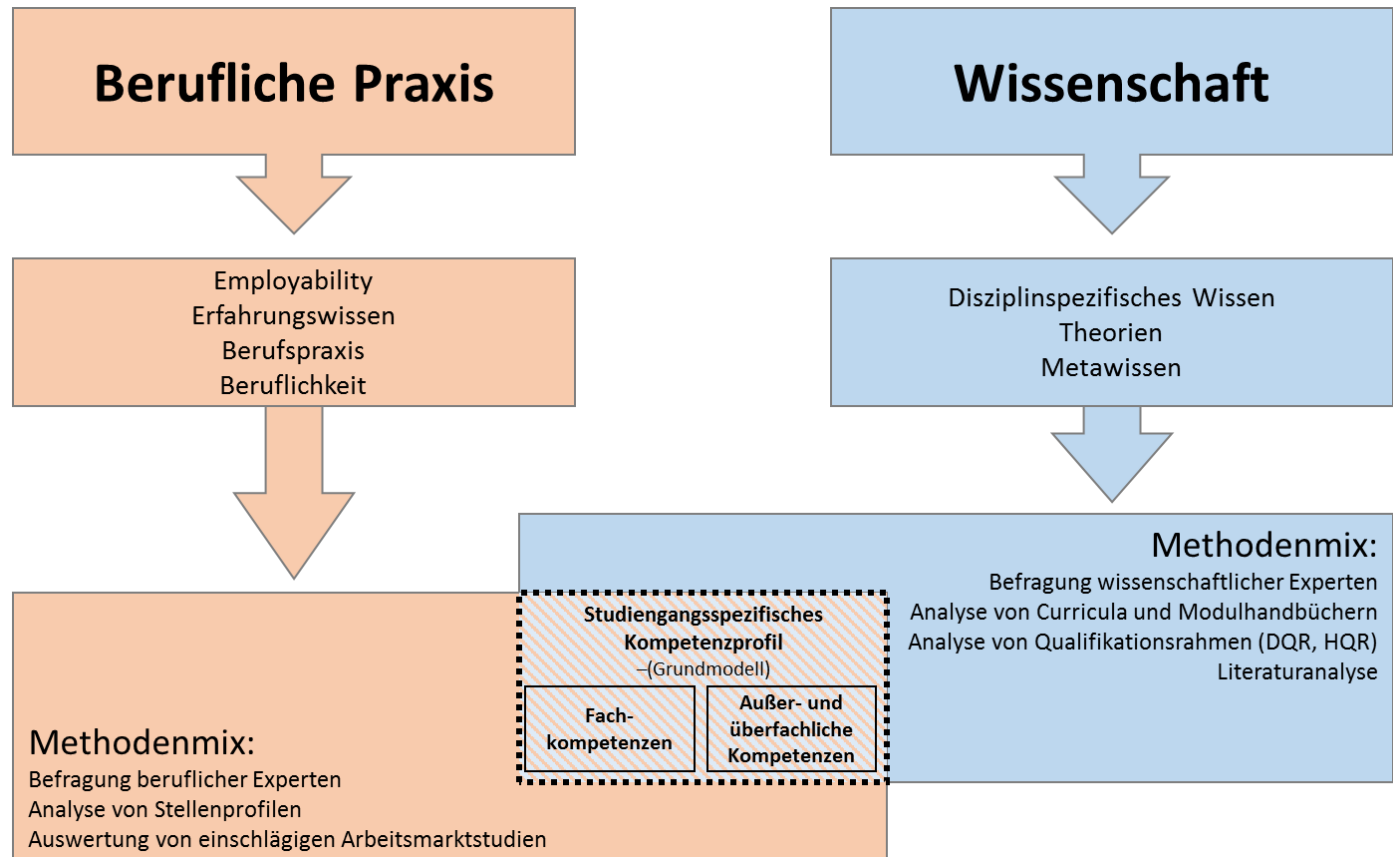 Berufliche Praxis
Wissenschaft
Employability
Erfahrungswissen
Berufspraxis
Beruflichkeit
Disziplinspezifisches Wissen
Theorien
Metawissen
Methodenmix:
Befragung wissenschaftlicher Experten
Analyse von Curricula und Modulhandbüchern
Analyse von Qualifikationsrahmen (DQR, HQR)
Literaturanalyse
Studiengangsspezifisches
Kompetenzprofil
–(Grundmodell)
Fach-
kompetenzen
Außer- und
überfachliche
Kompetenzen
Methodenmix:
Befragung beruflicher Experten
Analyse von Stellenprofilen
Auswertung von einschlägigen Arbeitsmarktstudien